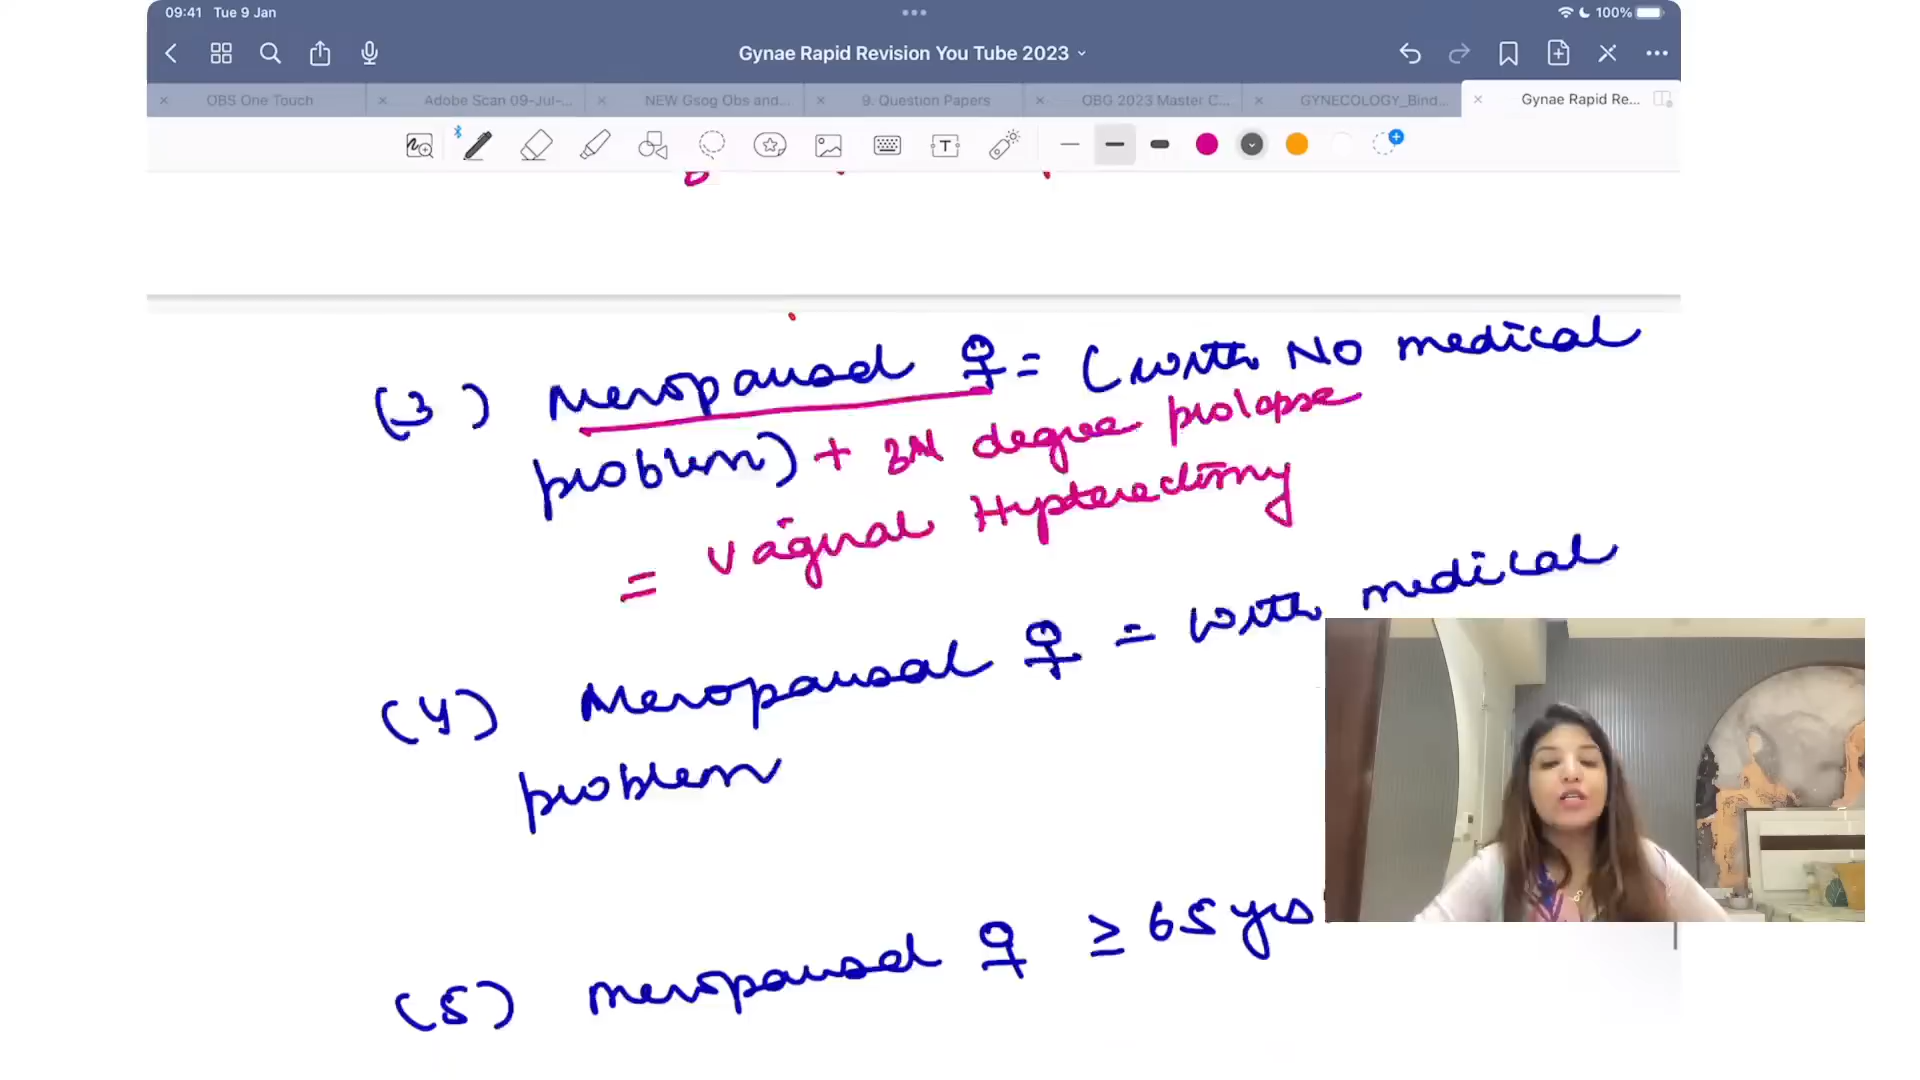 09:41 Tue 9 Jan
100%
Gynae Rapid Revision You Tube 2023
OBS One Touch
Adobe Scan 09-Jul-...
NEW Gsog Obs and...
9. Question Papers
OBG 2023 Master C...
GYNECOLOGY_Bind...
Gynae Rapid Re...
(3) Menopausal ♀ = (with NO medical
problem) + 3rd degree prolapse
= Vaginal Hysterectomy
(4) Menopausal ♀ = with medical
problem
(5) menopausal ♀ ≥ 65 yrs